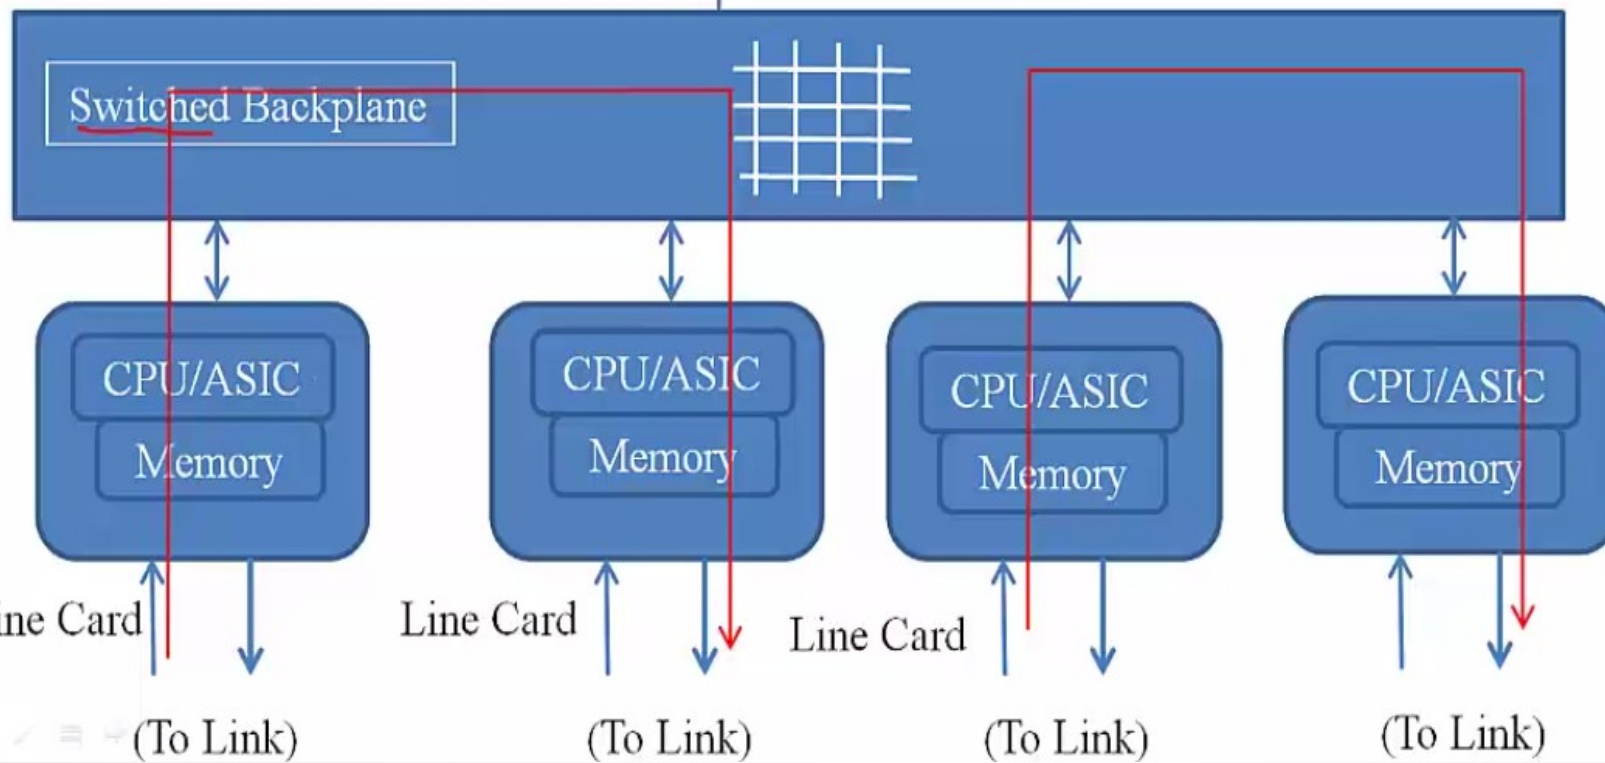 Switched Backplane
CPU/ASIC
Memory
CPU/ASIC
Memory
CPU/ASIC
Memory
CPU/ASIC
Memory
ine Card
Line Card
Line Card
(To Link)
(To Link)
(To Link)
(To Link)